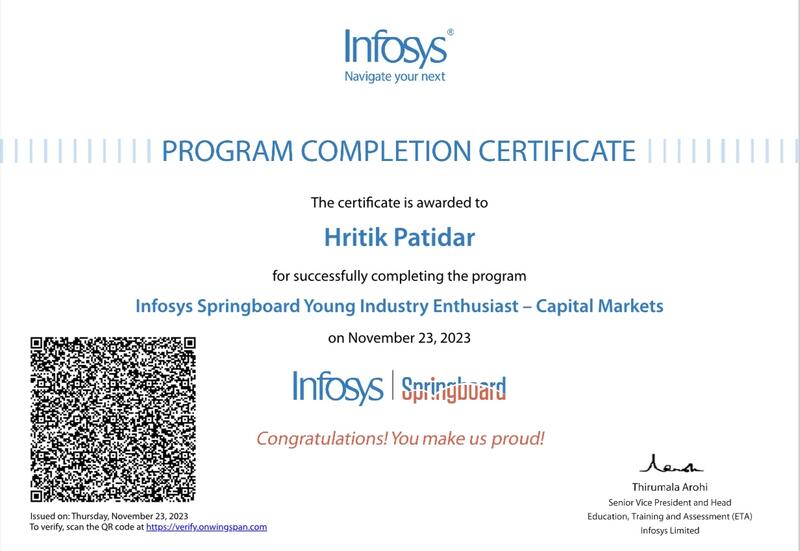 Infosys®
Navigate your next
PROGRAM COMPLETION CERTIFICATE
The certificate is awarded to
Hritik Patidar
for successfully completing the program
Infosys Springboard Young Industry Enthusiast – Capital Markets
on November 23, 2023
Infosys | Springboard
Congratulations! You make us proud!
Thirumala Arohi
Senior Vice President and Head
Education, Training and Assessment (ETA)
Infosys Limited
Issued on: Thursday, November 23, 2023
To verify, scan the QR code at https://verify.onwingspan.com